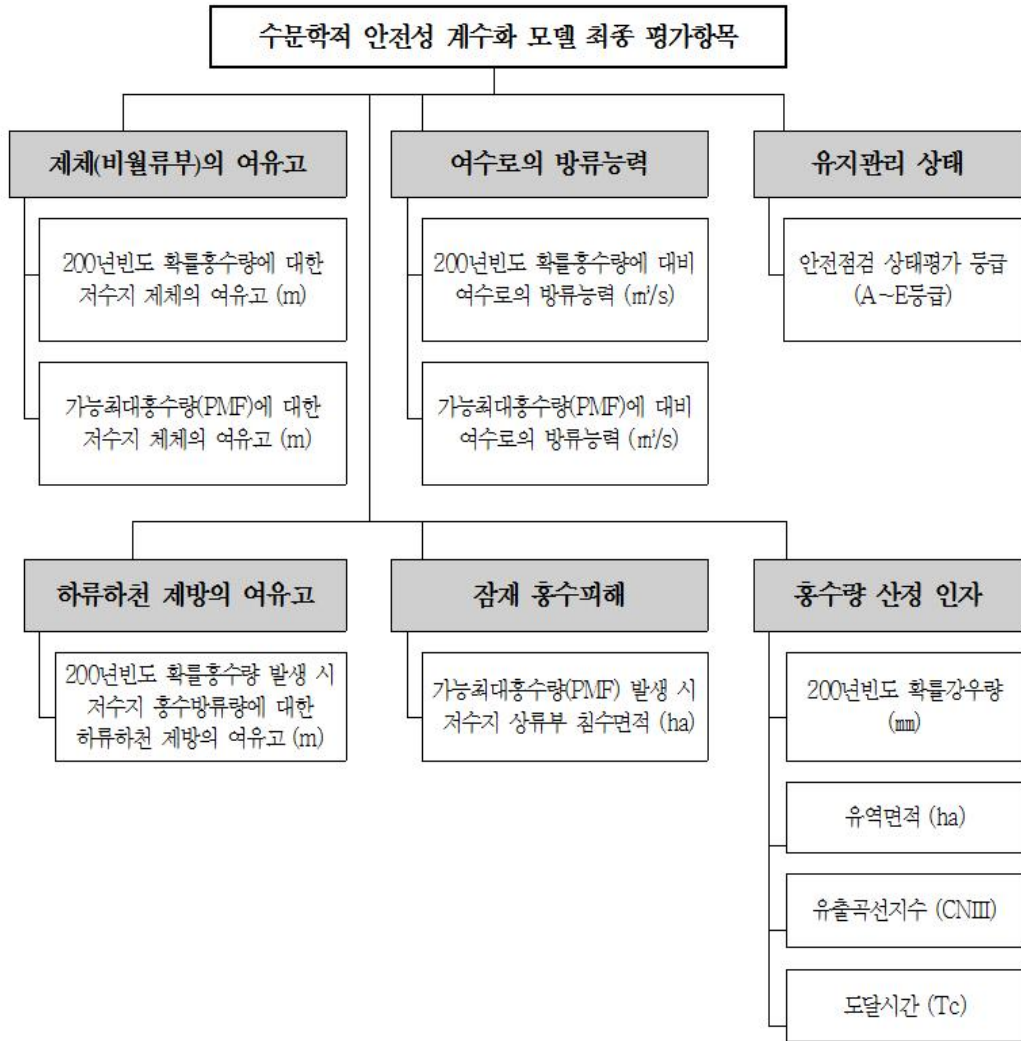 수문학적 안전성 계수화 모델 최종 평가항목
제체(비월류부)의 여유고
200년빈도 확률홍수량에 대한
저수지 제체의 여유고 (m)
가능최대홍수량(PMF)에 대한
저수지 체체의 여유고 (m)
여수로의 방류능력
200년빈도 확률홍수량에 대비
여수로의 방류능력 (㎥/s)
가능최대홍수량(PMF)에 대비
여수로의 방류능력 (㎥/s)
유지관리 상태
안전점검 상태평가 등급
(A~E등급)
하류하천 제방의 여유고
200년빈도 확률홍수량 발생 시
저수지 홍수방류량에 대한
하류하천 제방의 여유고 (m)
잠재 홍수피해
가능최대홍수량(PMF) 발생 시
저수지 상류부 침수면적 (ha)
홍수량 산정 인자
200년빈도 확률강우량
(㎜)
유역면적 (ha)
유출곡선지수 (CNⅢ)
도달시간 (Tc)